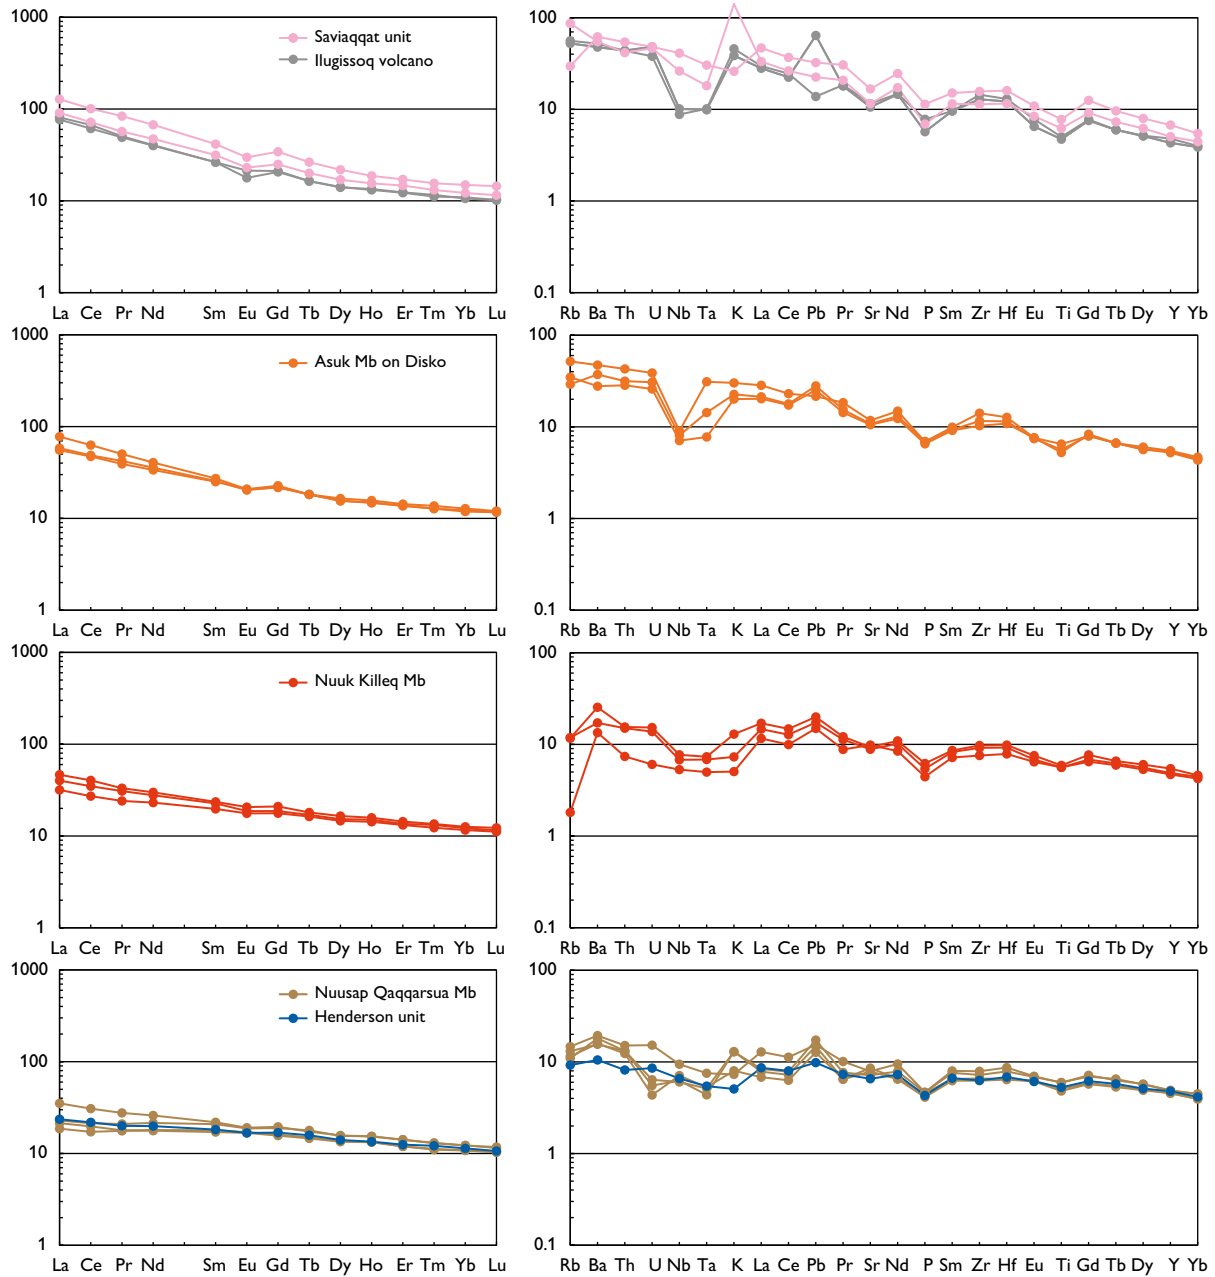 1000
100
10
1
Saviaqqat unit
Ilugissoq volcano
La Ce Pr Nd Sm Eu Gd Tb Dy Ho Er Tm Yb Lu
100
10
1
0.1
Rb Ba Th U Nb Ta K La Ce Pb Pr Sr Nd P Sm Zr Hf Eu Ti Gd Tb Dy Y Yb
1000
100
10
1
Asuk Mb on Disko
La Ce Pr Nd Sm Eu Gd Tb Dy Ho Er Tm Yb Lu
100
10
1
0.1
Rb Ba Th U Nb Ta K La Ce Pb Pr Sr Nd P Sm Zr Hf Eu Ti Gd Tb Dy Y Yb
1000
100
10
1
Nuuk Killeq Mb
La Ce Pr Nd Sm Eu Gd Tb Dy Ho Er Tm Yb Lu
100
10
1
0.1
Rb Ba Th U Nb Ta K La Ce Pb Pr Sr Nd P Sm Zr Hf Eu Ti Gd Tb Dy Y Yb
1000
100
10
1
Nuusap Qaqqarsua Mb
Henderson unit
La Ce Pr Nd Sm Eu Gd Tb Dy Ho Er Tm Yb Lu
100
10
1
0.1
Rb Ba Th U Nb Ta K La Ce Pb Pr Sr Nd P Sm Zr Hf Eu Ti Gd Tb Dy Y Yb